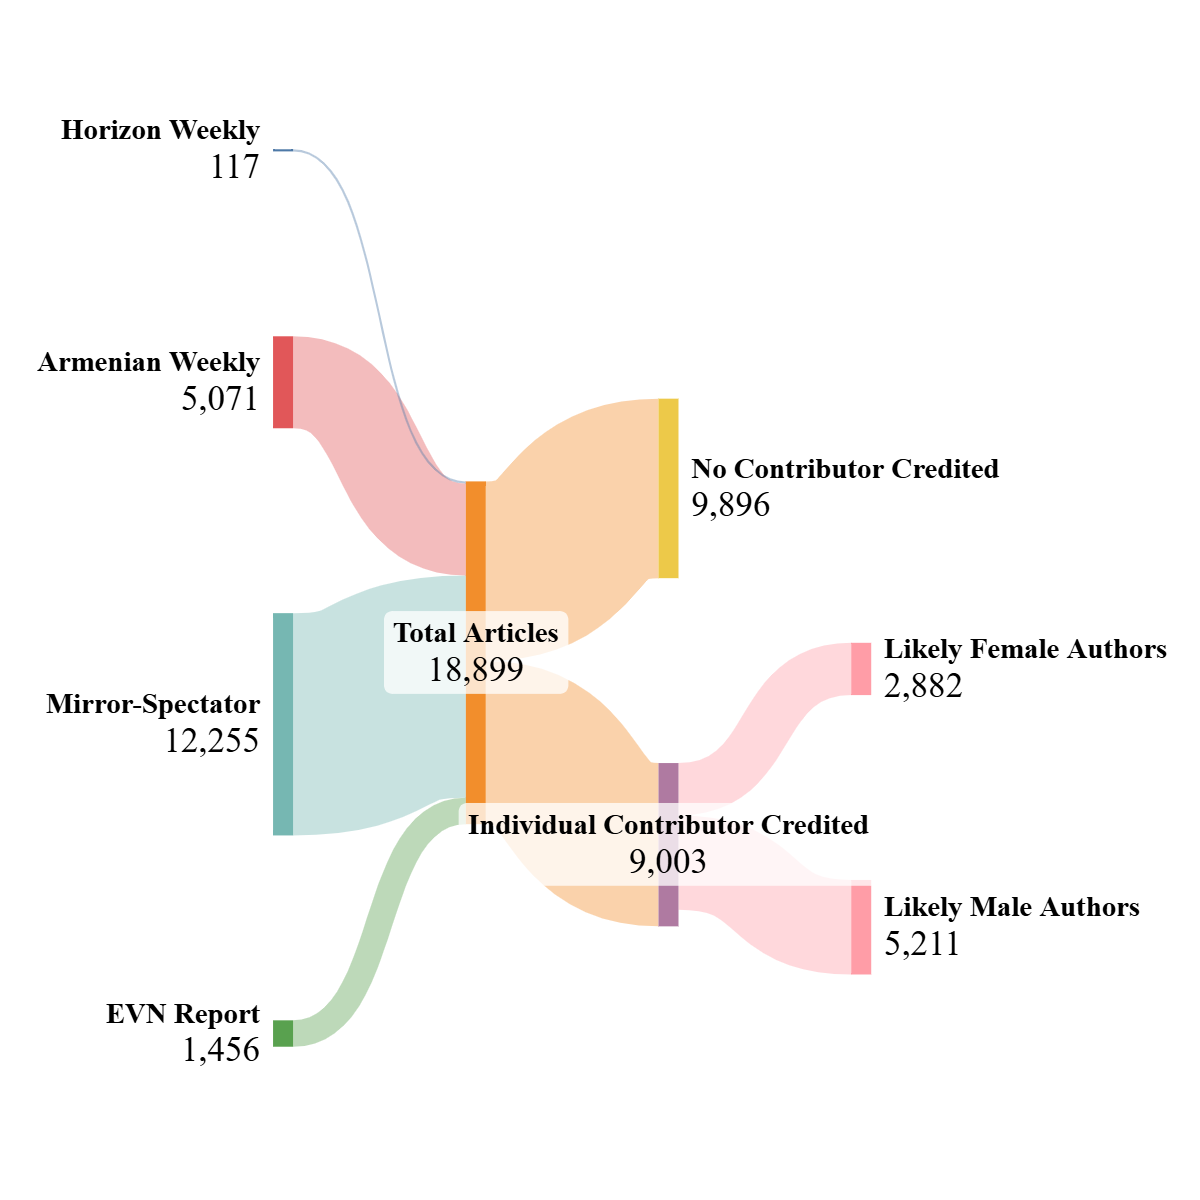 Horizon Weekly
117
Armenian Weekly
5,071
No Contributor Credited
9,896
Total Articles
18,899
Likely Female Authors
2,882
Mirror-Spectator
12,255
Individual Contributor Credited
9,003
Likely Male Authors
5,211
EVN Report
1,456